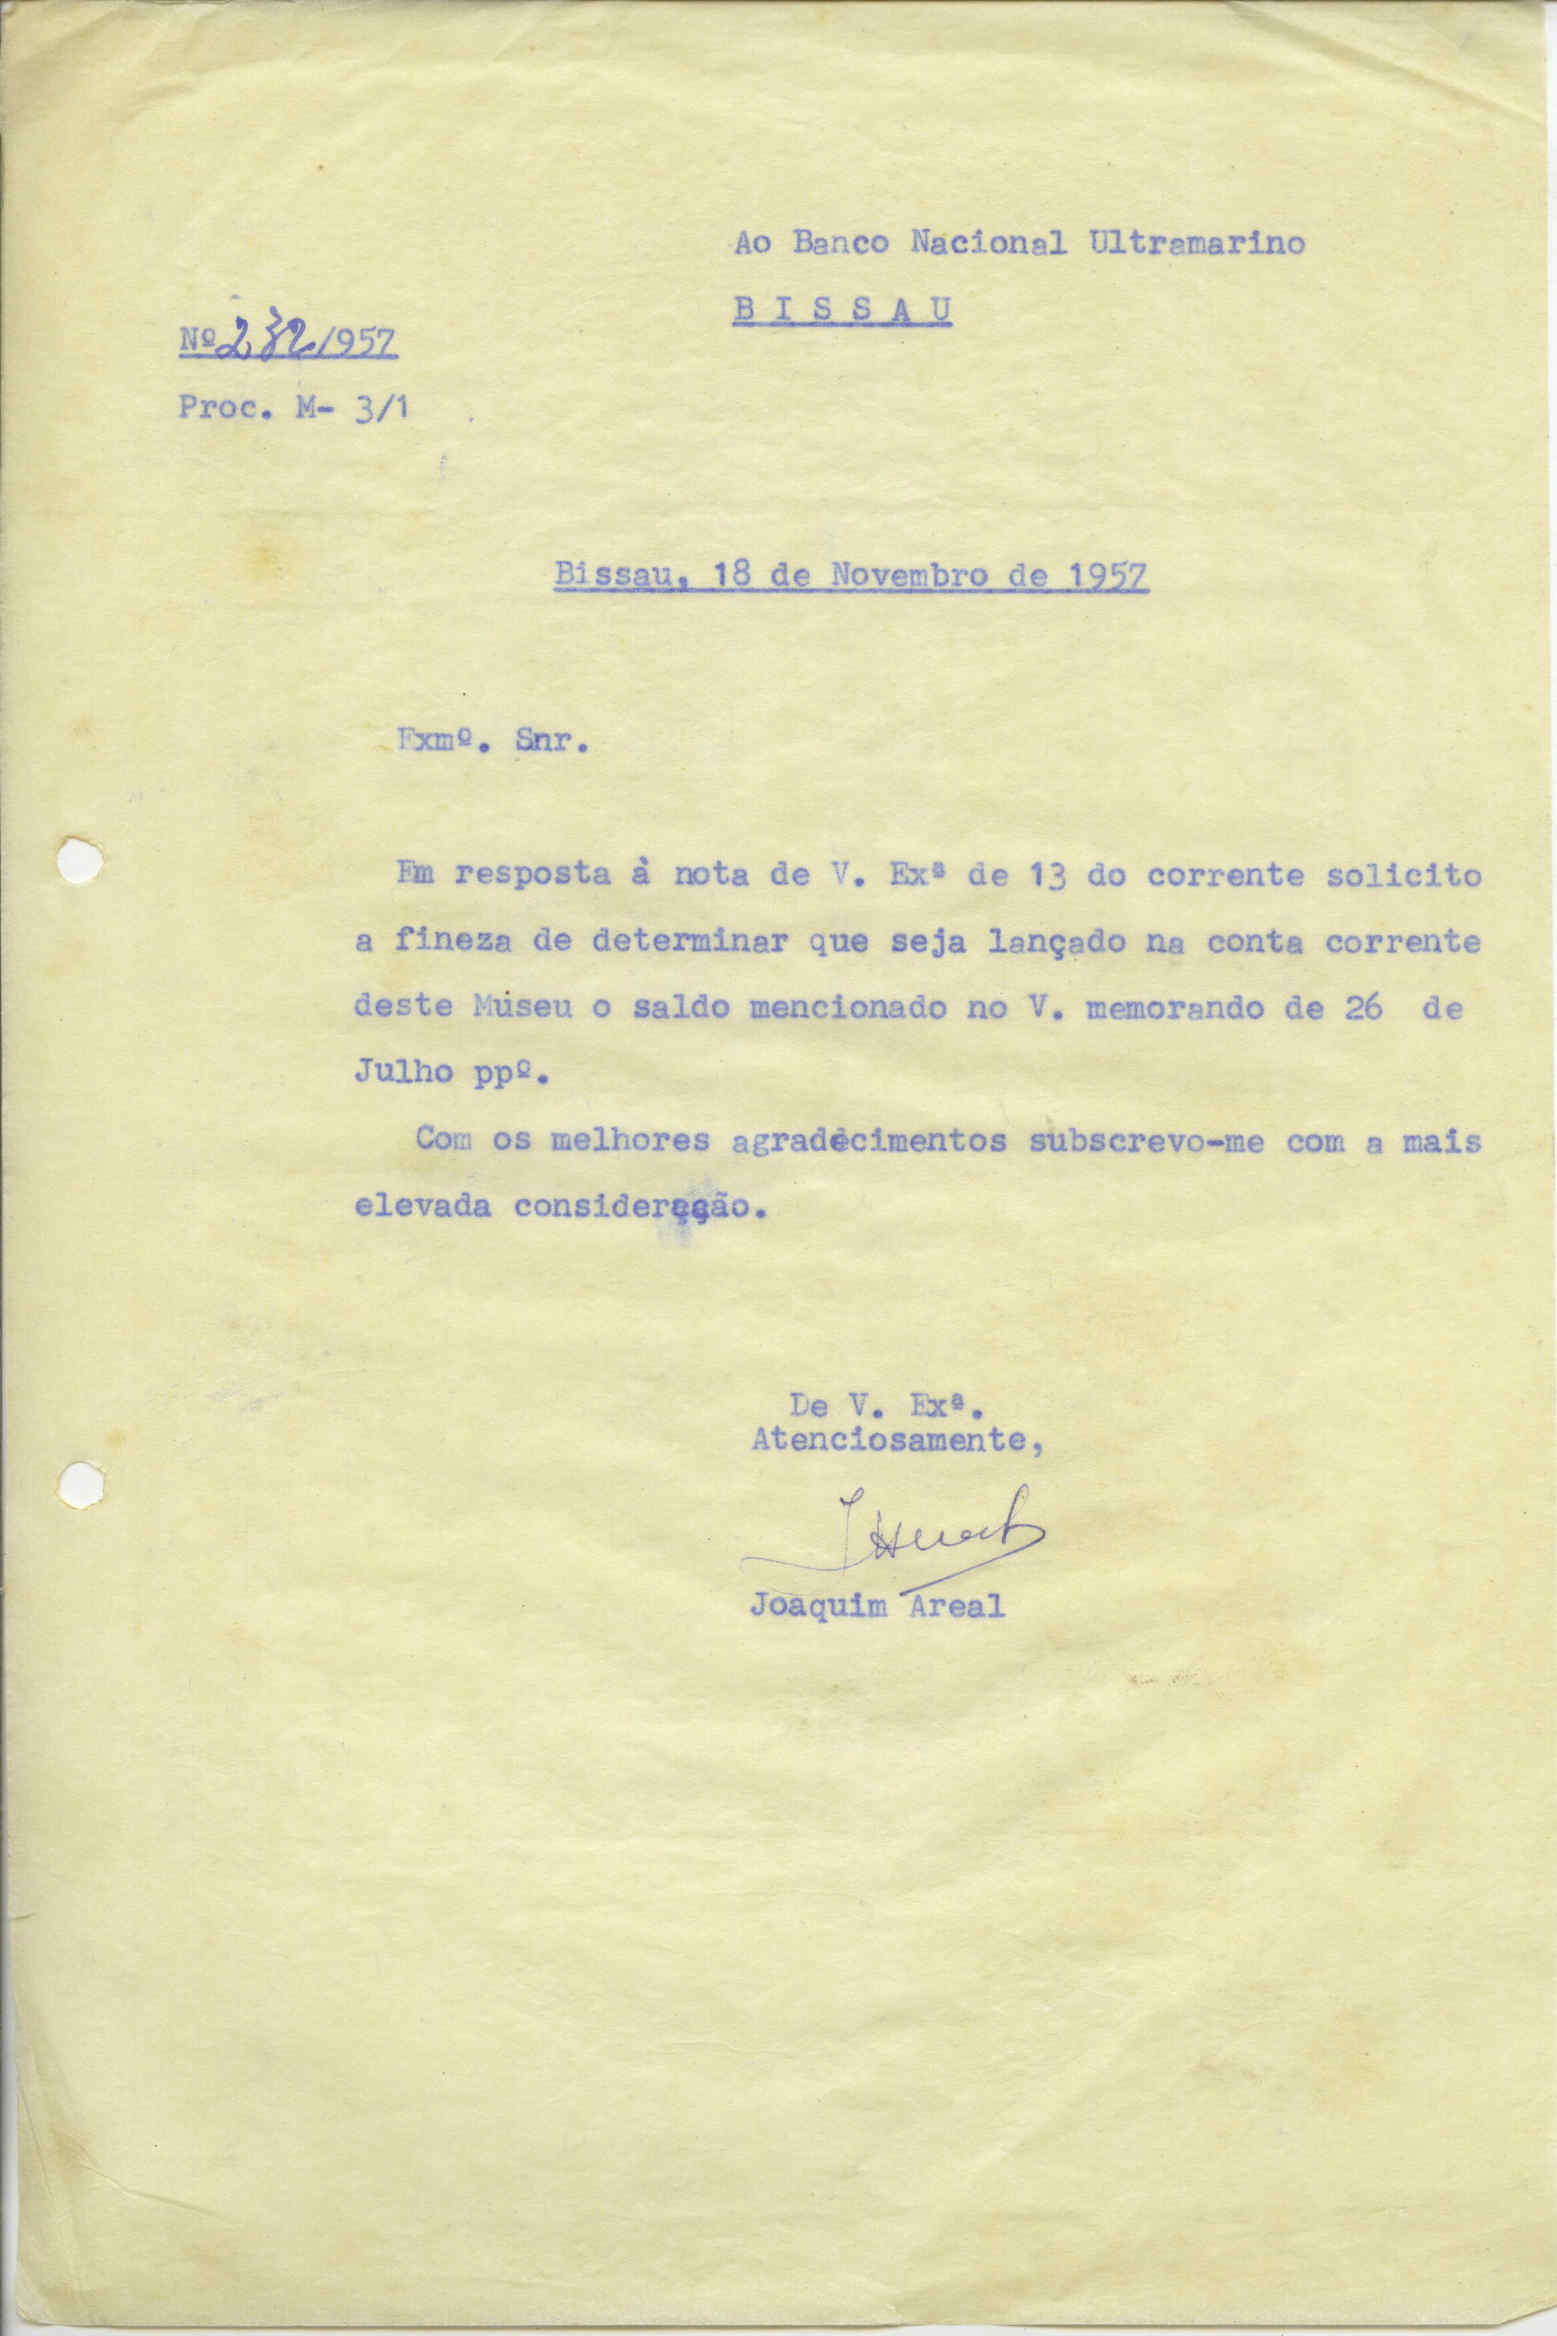 Ao Banco Nacional Ultramarino
B I S S A U
Nº 232/957
Proc. M- 3/1
Bissau, 18 de Novembro de 1957
Exmº. Snr.
Em resposta à nota de V. Exª de 13 do corrente solicito
a fineza de determinar que seja lançado na conta corrente
deste Museu o saldo mencionado no V. memorando de 26 de
Julho ppº.
Com os melhores agradecimentos subscrevo-me com a mais
elevada consideração.
De V. Exª.
Atenciosamente,
Joaquim Areal